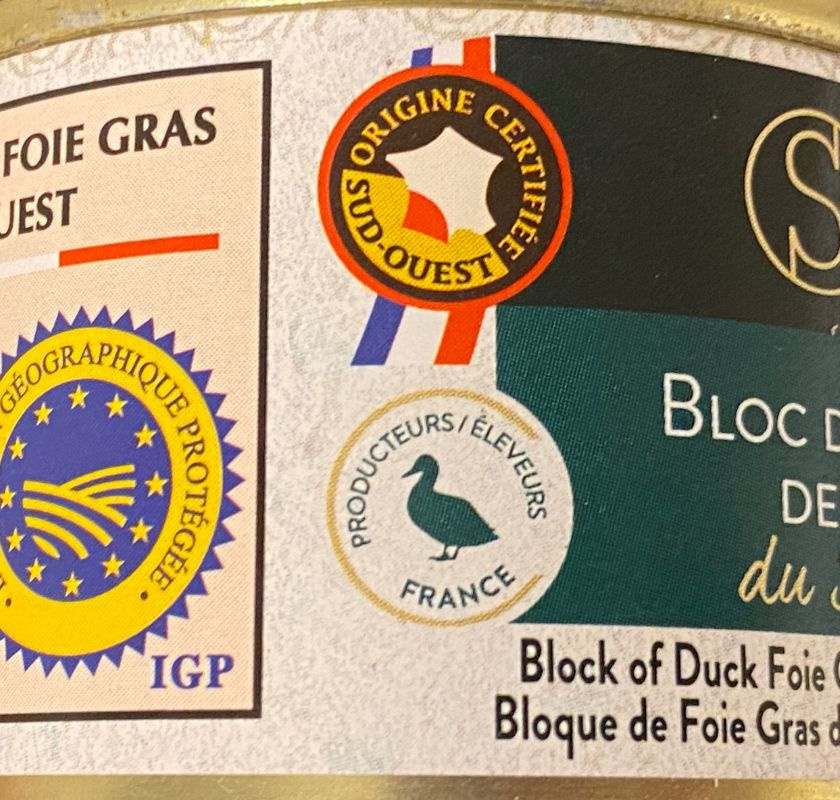 FOIE GRAS
UEST
GÉOGRAPHIQUE PROTÉGÉE
IGP
ORIGINE CERTIFIÉE
SUD-OUEST
PRODUCTEURS / ÉLEVEURS
FRANCE
S
BLOC D
DE
du
Block of Duck Foie
Bloque de Foie Gras d